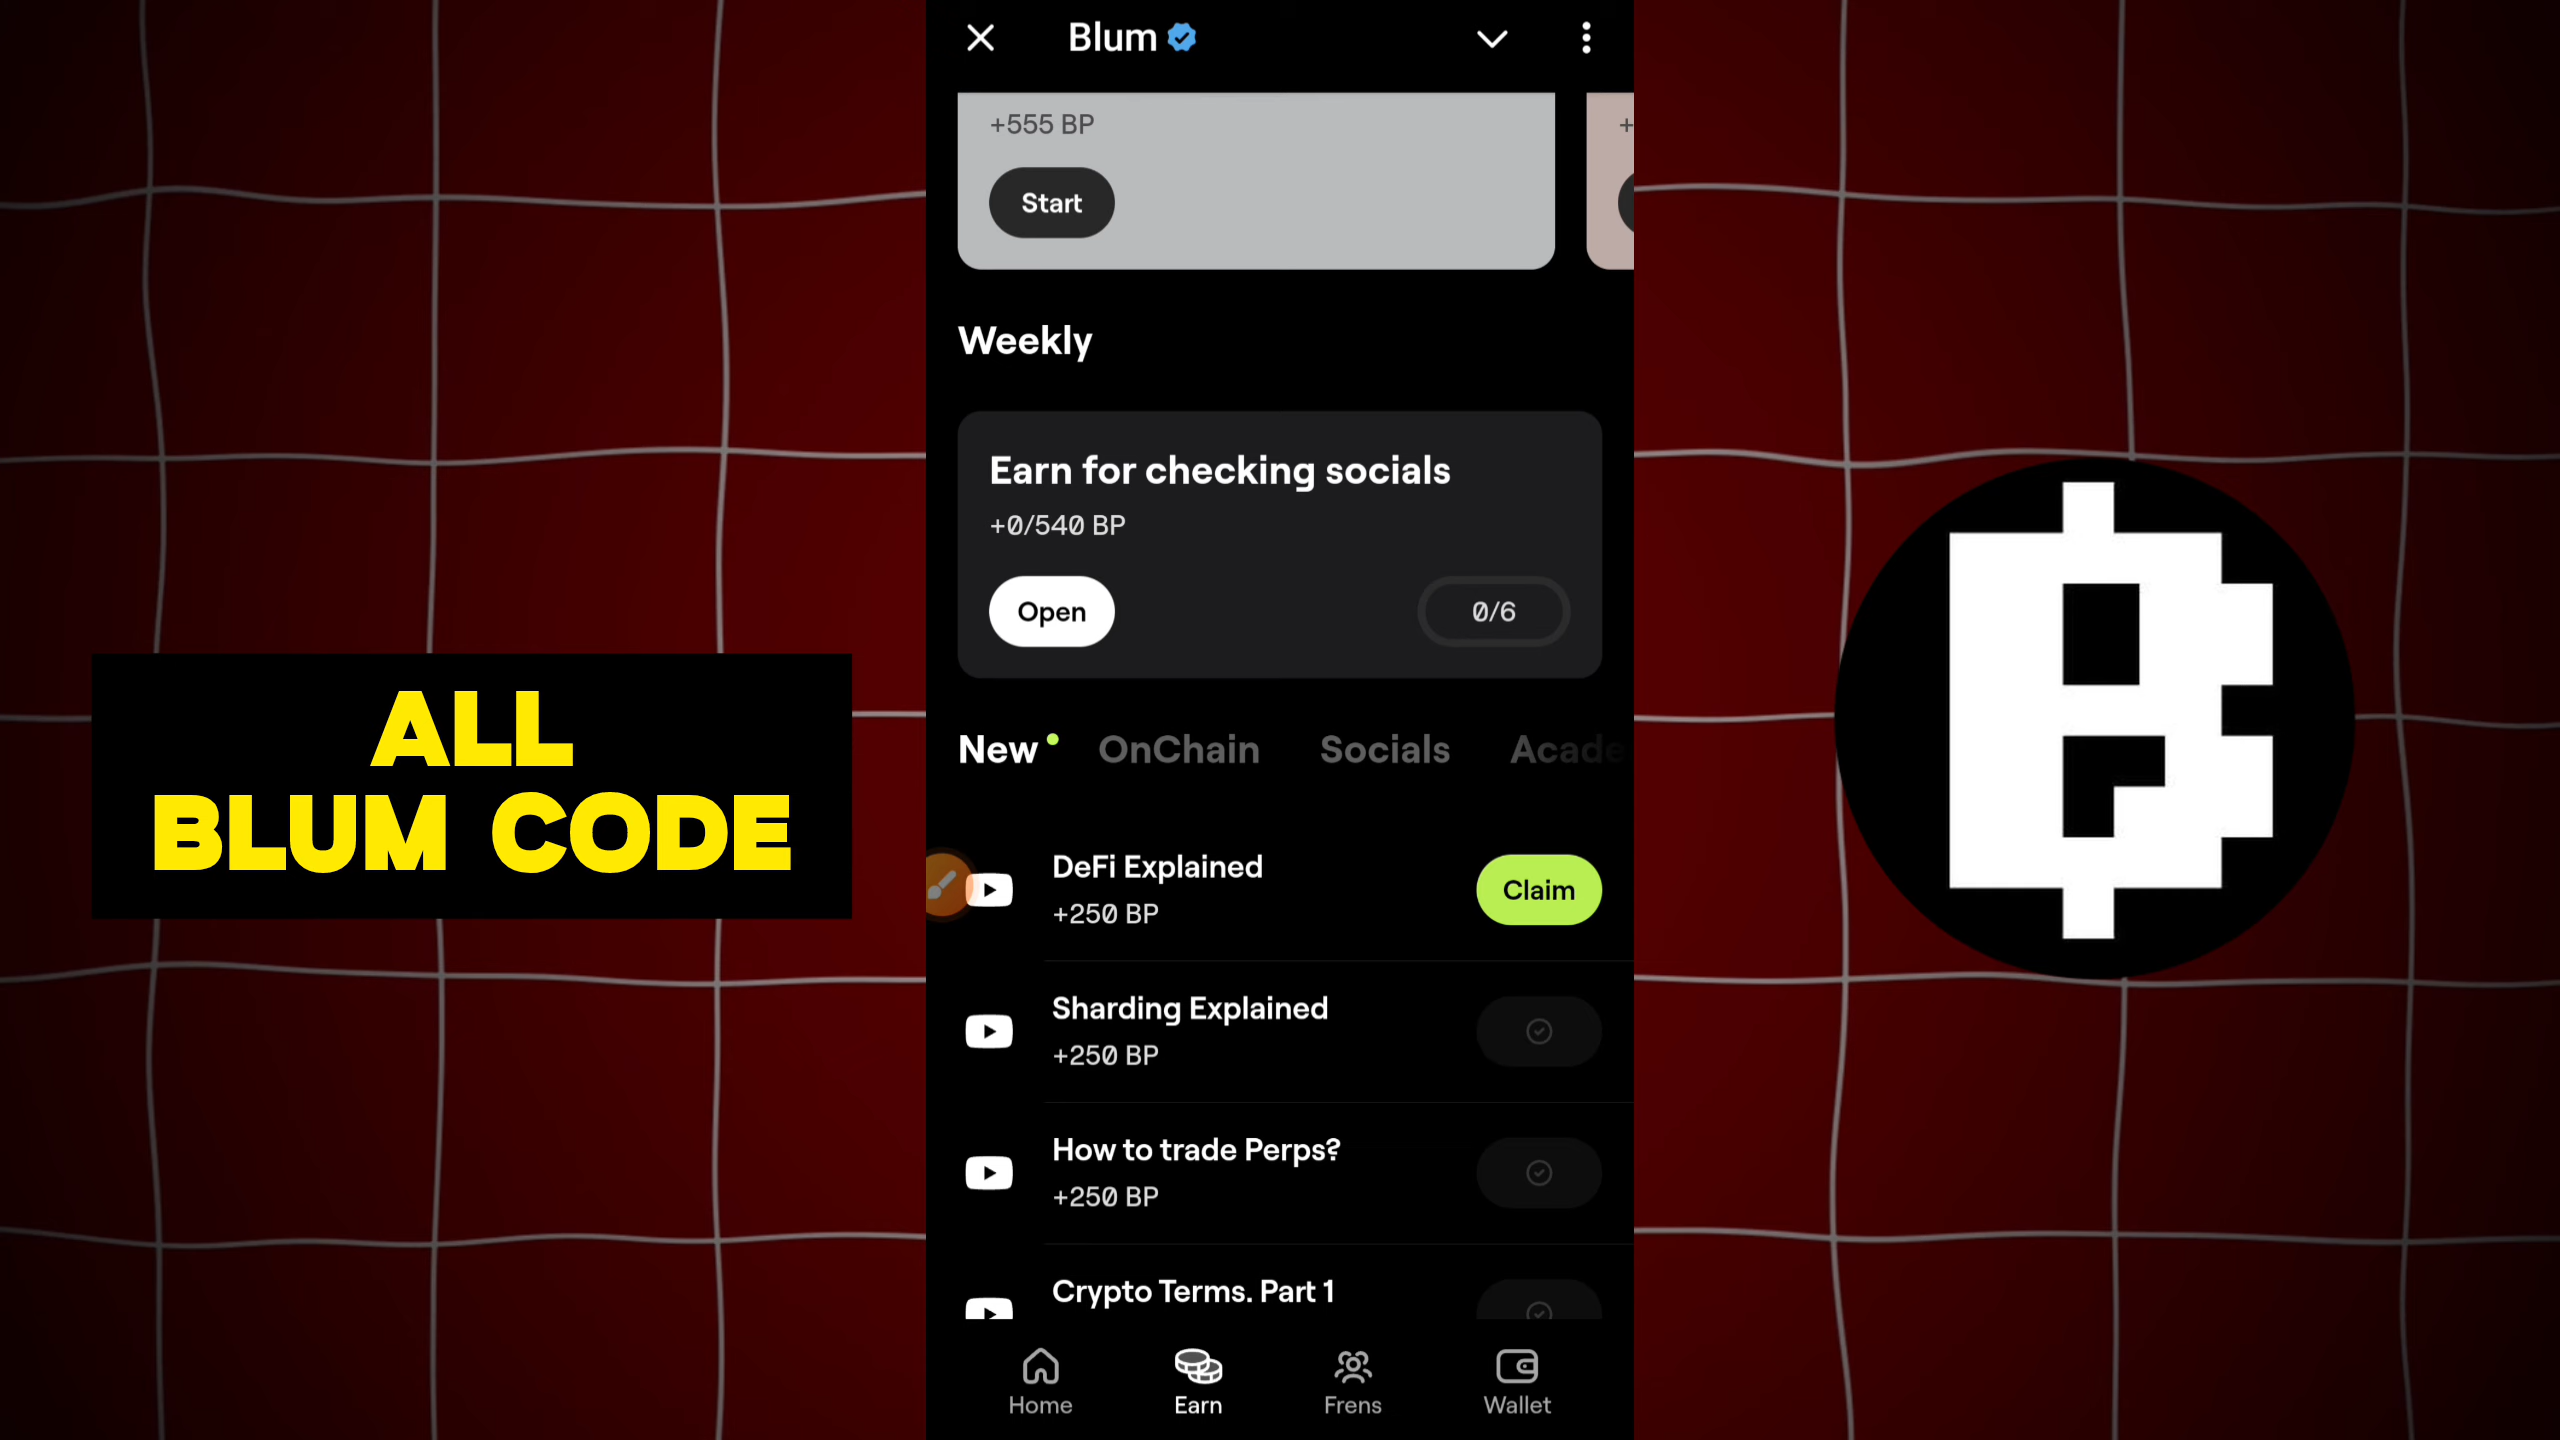 ALL
BLUM CODE
Blum
+555 BP
+
Start
Weekly
Earn for checking socials
+0/540 BP
Open
0/6
New
OnChain
Socials
Acade
DeFi Explained
+250 BP
Claim
Sharding Explained
+250 BP
How to trade Perps?
+250 BP
Crypto Terms. Part 1
Home
Earn
Frens
Wallet